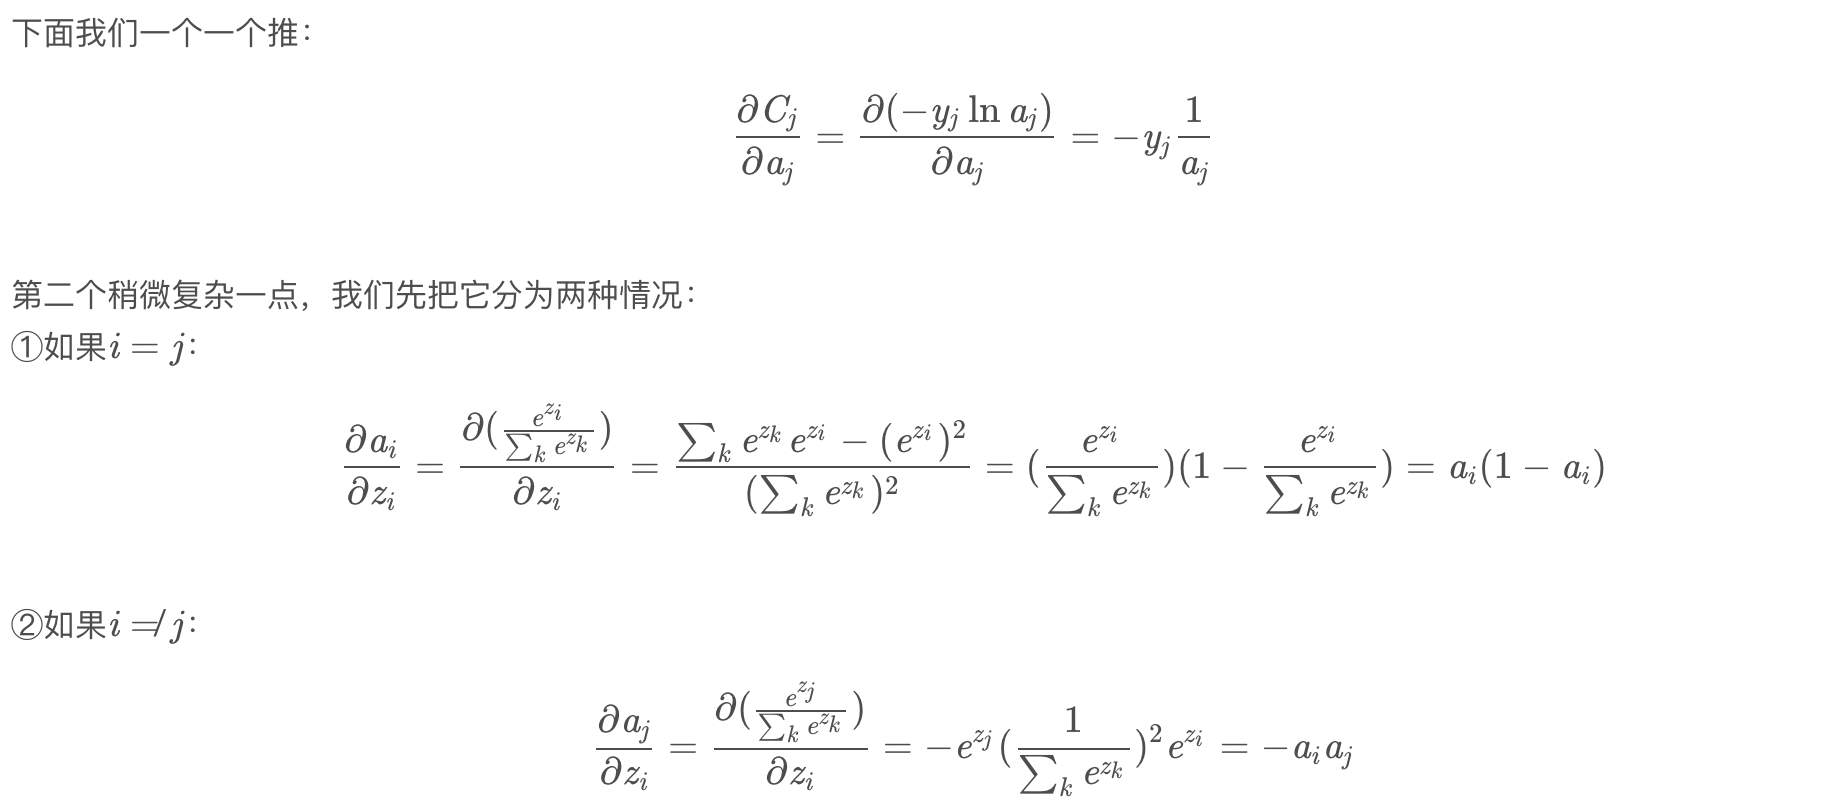 下面我们一个一个推：
$$\frac{\partial C_j}{\partial a_j} = \frac{\partial(-y_j \ln a_j)}{\partial a_j} = -y_j \frac{1}{a_j}$$
第二个稍微复杂一点，我们先把它分为两种情况：
①如果$i = j$：
$$\frac{\partial a_i}{\partial z_i} = \frac{\partial(\frac{e^{z_i}}{\sum_k e^{z_k}})}{\partial z_i} = \frac{\sum_k e^{z_k} e^{z_i} - (e^{z_i})^2}{(\sum_k e^{z_k})^2} = (\frac{e^{z_i}}{\sum_k e^{z_k}})(1 - \frac{e^{z_i}}{\sum_k e^{z_k}}) = a_i(1 - a_i)$$
②如果$i \neq j$：
$$\frac{\partial a_j}{\partial z_i} = \frac{\partial(\frac{e^{z_j}}{\sum_k e^{z_k}})}{\partial z_i} = -e^{z_j}(\frac{1}{\sum_k e^{z_k}})^2 e^{z_i} = -a_i a_j$$